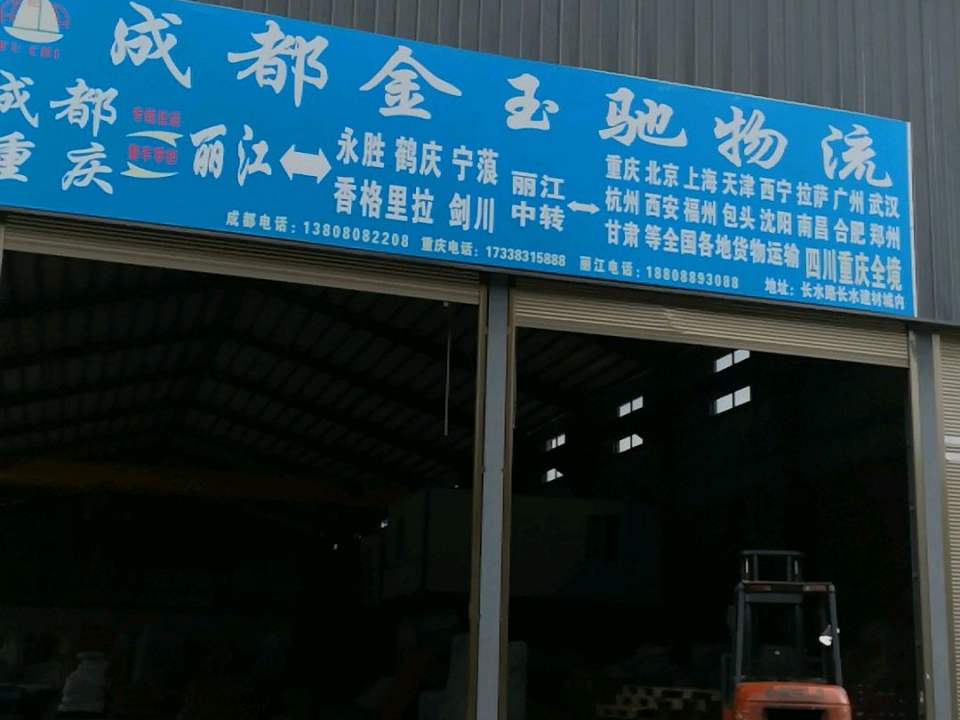 成都金玉驰物流
成都
重庆
丽江
永胜 鹤庆 宁蒗
香格里拉 剑川
丽江
中转
重庆 北京 上海 天津 西宁 拉萨 广州 武汉
杭州 西安 福州 包头 沈阳 南昌 合肥 郑州
甘肃 等全国各地货物运输 四川重庆全境
成都电话：13808082208 重庆电话：17338315888 丽江电话：18808893088 地址：长水路长水建材城内